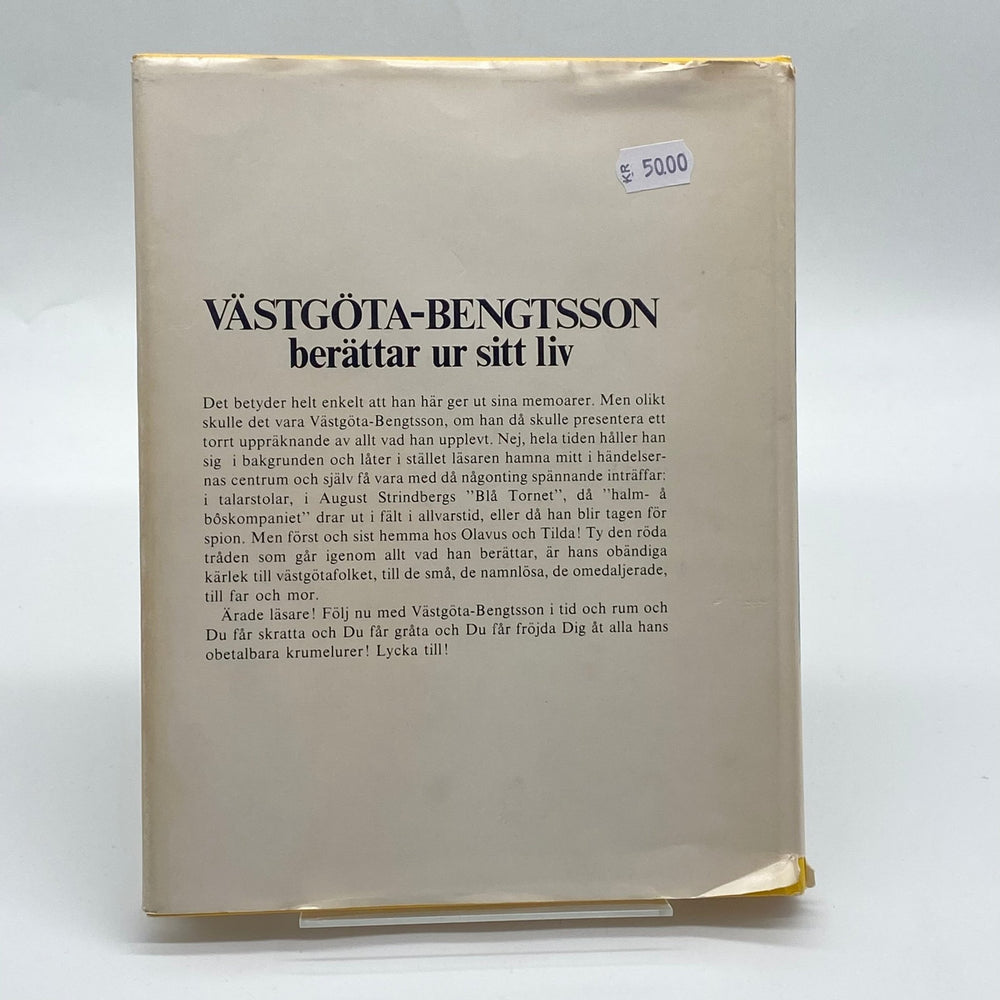 KR 50.00
VÄSTGÖTA-BENGTSSON
berättar ur sitt liv
Det betyder helt enkelt att han här ger ut sina memoarer. Men olikt
skulle det vara Västgöta-Bengtsson, om han då skulle presentera ett
torrt uppräknande av allt vad han upplevt. Nej, hela tiden håller han
sig i bakgrunden och låter i stället läsaren hamna mitt i händelser-
nas centrum och själv få vara med då någonting spännande inträffar:
i talarstolar, i August Strindbergs ”Blå Tornet”, då ”halm- å
bôskompaniet” drar ut i fält i allvarstid, eller då han blir tagen för
spion. Men först och sist hemma hos Olavus och Tilda! Ty den röda
tråden som går igenom allt vad han berättar, är hans obändiga
kärlek till västgötafolket, till de små, de namnlösa, de omedaljerade,
till far och mor.
Ärade läsare! Följ nu med Västgöta-Bengtsson i tid och rum och
Du får skratta och Du får gråta och Du får fröjda Dig åt alla hans
obetalbara krumelurer! Lycka till!